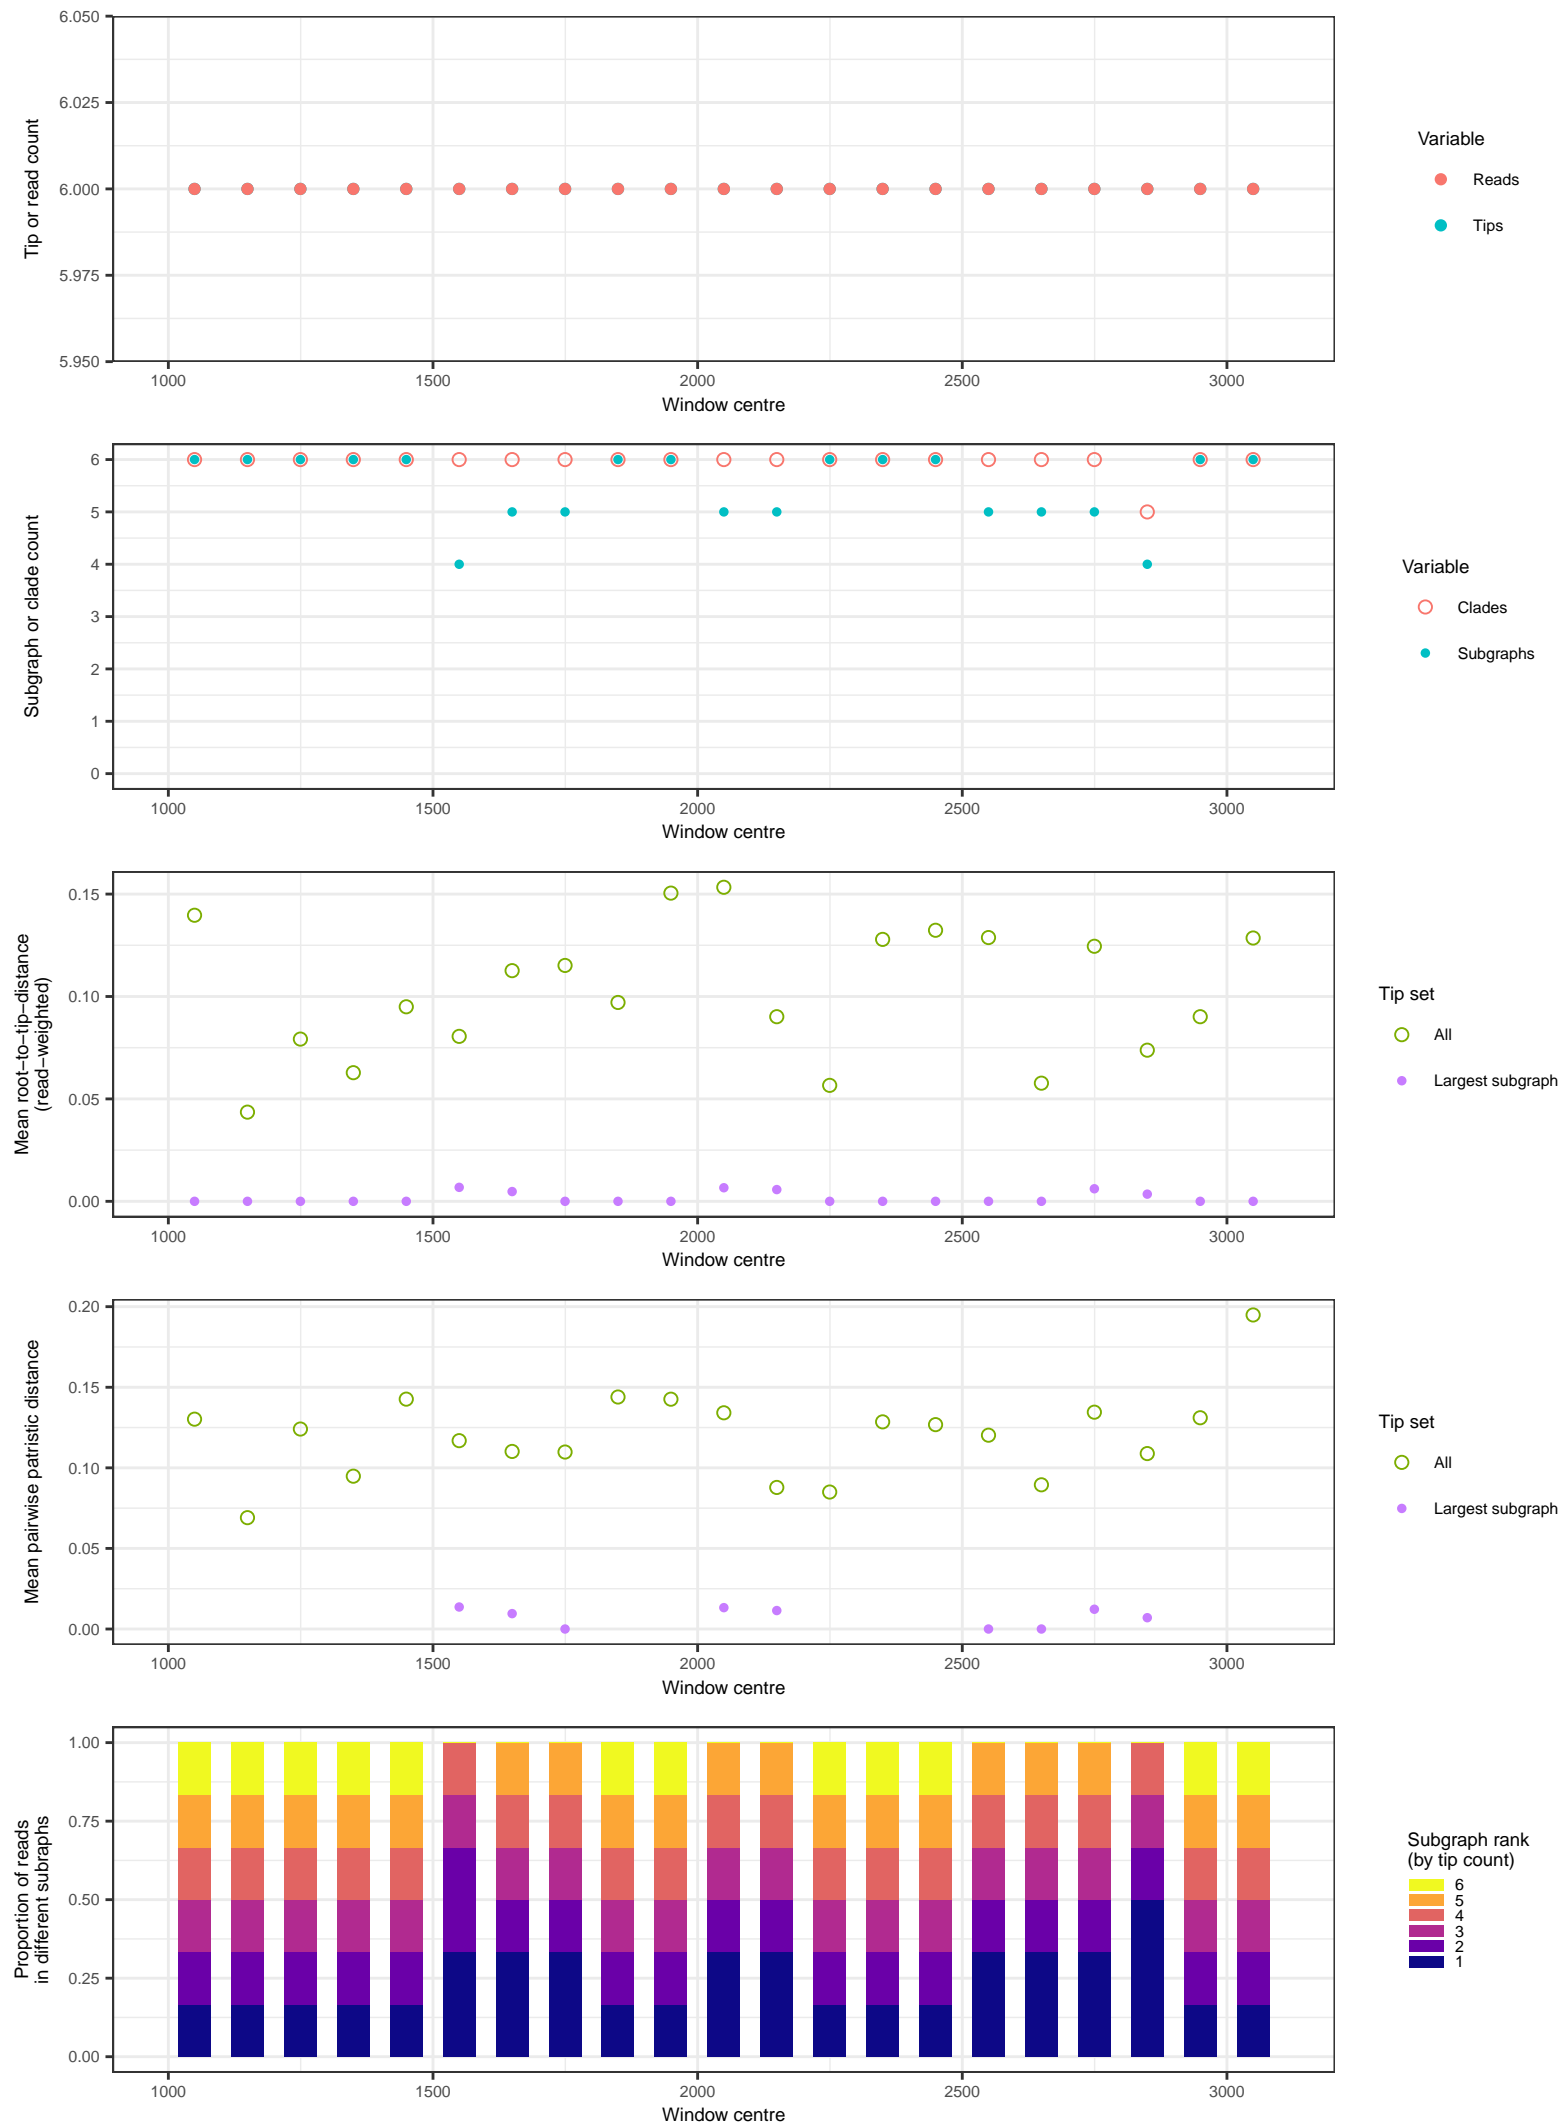 6.050
6.025
6.000
5.975
5.950
Tip or read count
1000 1500 2000 2500 3000
Window centre
Variable
Reads
Tips
6
5
4
3
2
1
0
Subgraph or clade count
1000 1500 2000 2500 3000
Window centre
Variable
Clades
Subgraphs
0.15
0.10
0.05
0.00
Mean root−to−tip−distance
(read−weighted)
1000 1500 2000 2500 3000
Window centre
Tip set
All
Largest subgraph
0.20
0.15
0.10
0.05
0.00
Mean pairwise patristic distance
1000 1500 2000 2500 3000
Window centre
Tip set
All
Largest subgraph
1.00
0.75
0.50
0.25
0.00
Proportion of reads
in different subraphs
1000 1500 2000 2500 3000
Window centre
Subgraph rank
(by tip count)
6
5
4
3
2
1